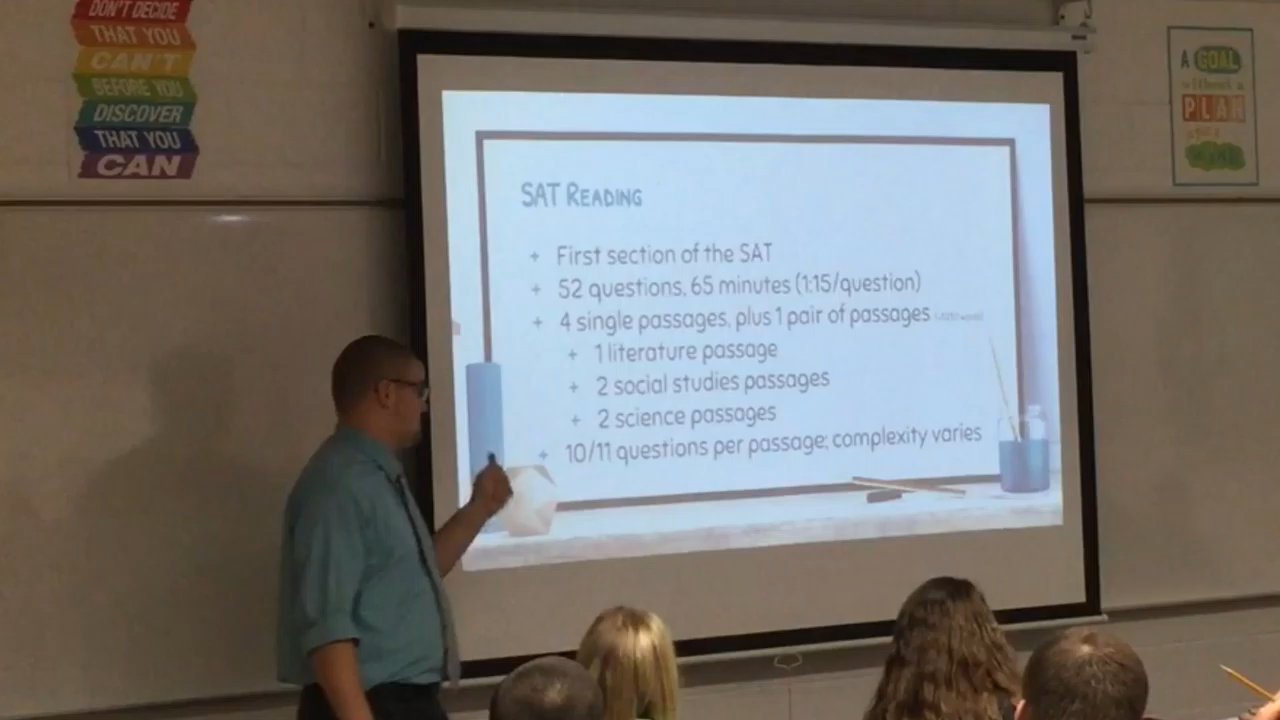 DON'T DECIDE
THAT YOU
CAN'T
BEFORE YOU
DISCOVER
THAT YOU
CAN
SAT READING
+ First section of the SAT
+ 52 questions, 65 minutes (1:15/question)
+ 4 single passages, plus 1 pair of passages
+ 1 literature passage
+ 2 social studies passages
+ 2 science passages
+ 10/11 questions per passage; complexity varies
A GOAL
without a
PLAN
WISH